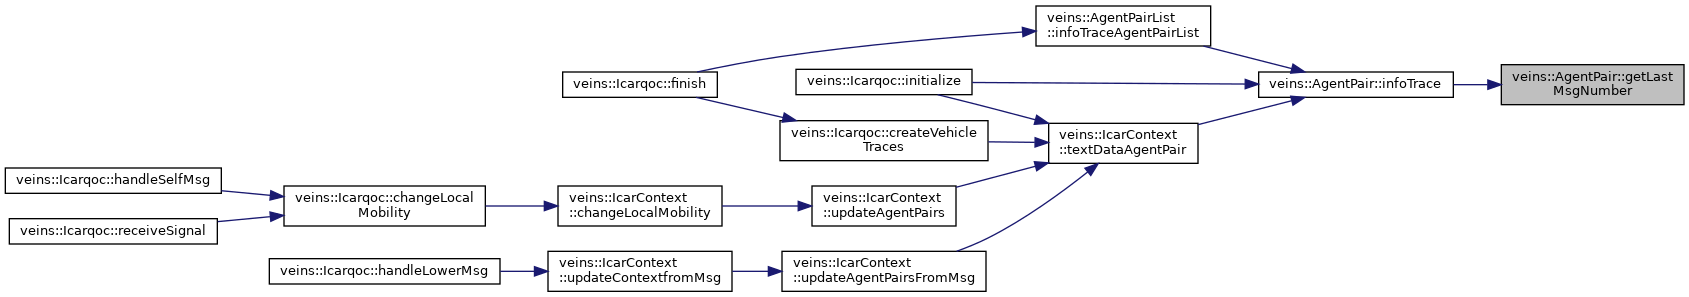 veins::AgentPairList
::infoTraceAgentPairList
veins::Icarqoc::finish
veins::Icarqoc::initialize
veins::AgentPair::infoTrace
veins::AgentPair::getLast
MsgNumber
veins::Icarqoc::createVehicle
Traces
veins::IcarContext
::textDataAgentPair
veins::Icarqoc::handleSelfMsg
veins::Icarqoc::changeLocal
Mobility
veins::IcarContext
::changeLocalMobility
veins::IcarContext
::updateAgentPairs
veins::Icarqoc::receiveSignal
veins::Icarqoc::handleLowerMsg
veins::IcarContext
::updateContextfromMsg
veins::IcarContext
::updateAgentPairsFromMsg